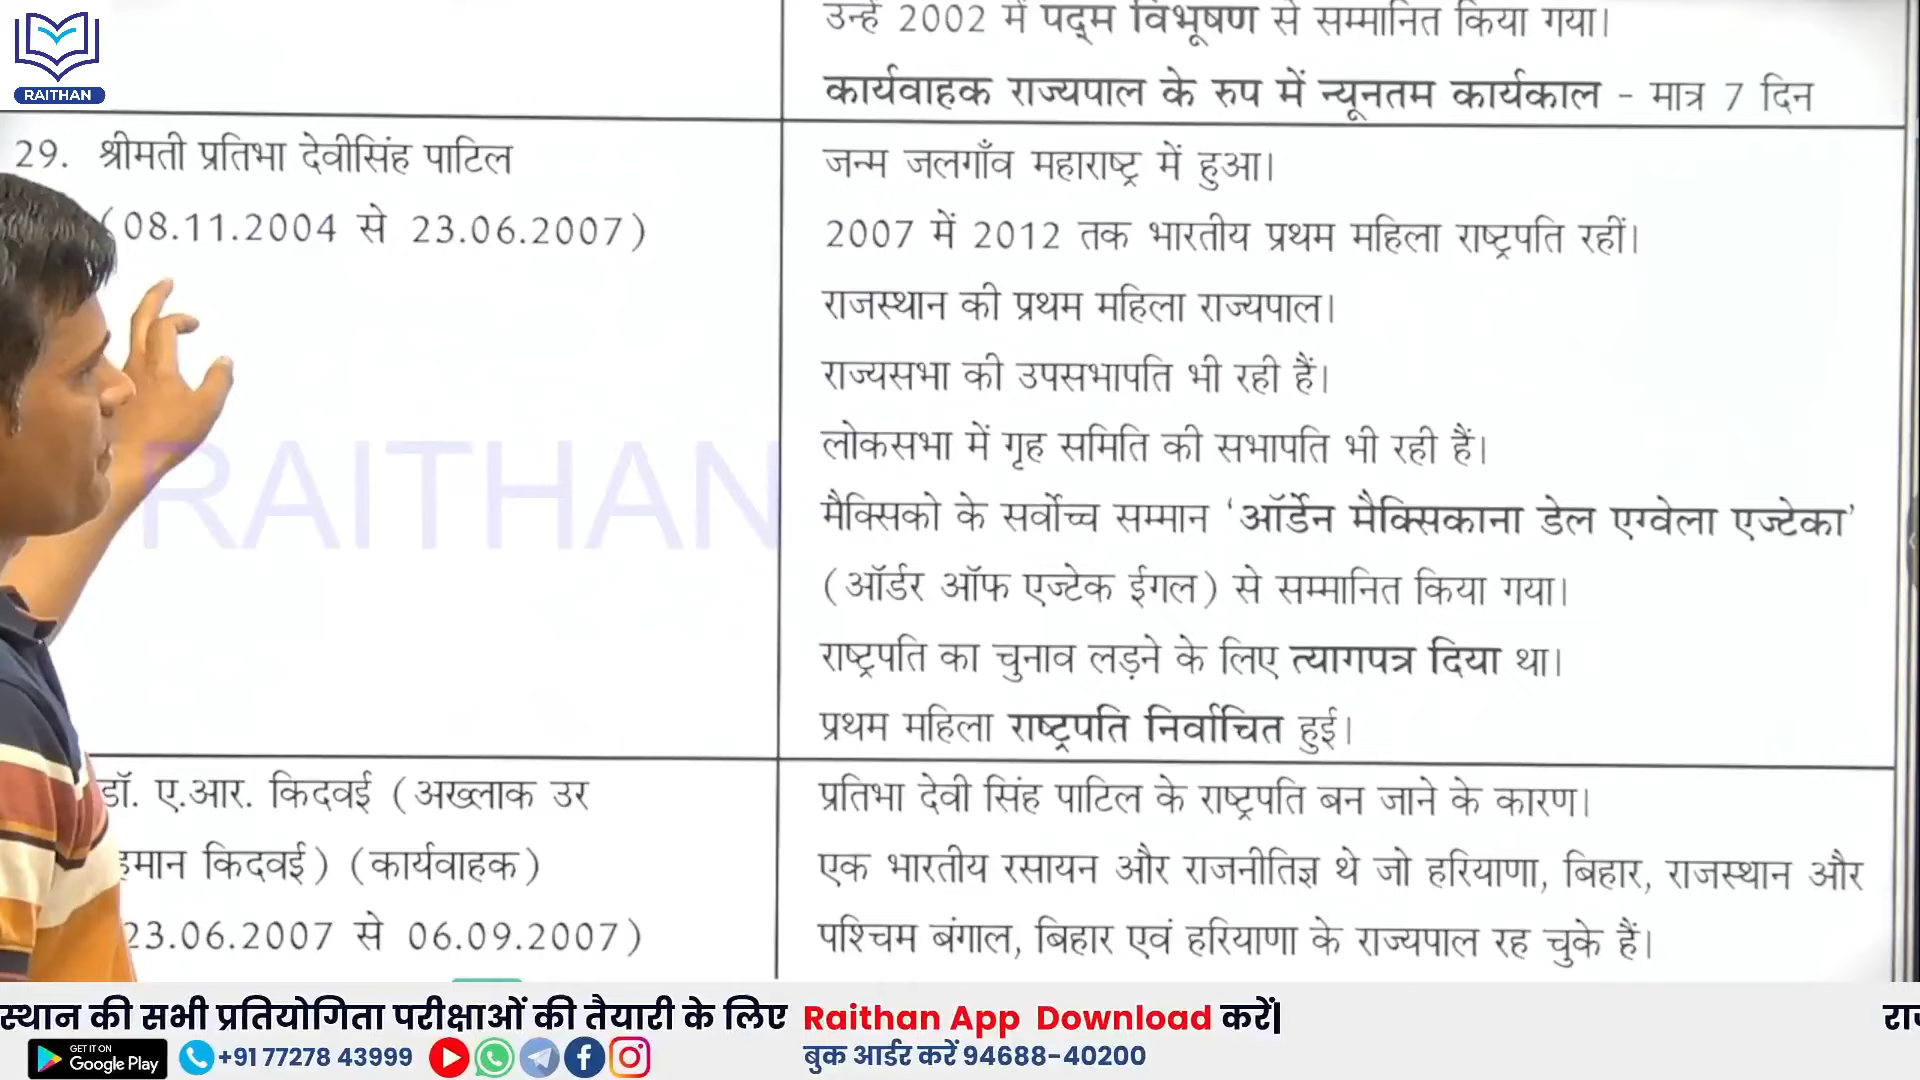 उन्हें 2002 में पद्म विभूषण से सम्मानित किया गया।
RAITHAN
कार्यवाहक राज्यपाल के रुप में न्यूनतम कार्यकाल - मात्र 7 दिन
29. श्रीमती प्रतिभा देवीसिंह पाटिल
(08.11.2004 से 23.06.2007)
जन्म जलगाँव महाराष्ट्र में हुआ।
2007 में 2012 तक भारतीय प्रथम महिला राष्ट्रपति रहीं।
राजस्थान की प्रथम महिला राज्यपाल।
राज्यसभा की उपसभापति भी रही हैं।
लोकसभा में गृह समिति की सभापति भी रही हैं।
मैक्सिको के सर्वोच्च सम्मान ‘ऑर्डेन मैक्सिकाना डेल एग्वेला एज्टेका’
(ऑर्डर ऑफ एज्टेक ईगल) से सम्मानित किया गया।
राष्ट्रपति का चुनाव लड़ने के लिए त्यागपत्र दिया था।
प्रथम महिला राष्ट्रपति निर्वाचित हुई।
RAITHAN
डॉ. ए.आर. किदवई (अख्लाक उर
हमान किदवई) (कार्यवाहक)
23.06.2007 से 06.09.2007)
प्रतिभा देवी सिंह पाटिल के राष्ट्रपति बन जाने के कारण।
एक भारतीय रसायन और राजनीतिज्ञ थे जो हरियाणा, बिहार, राजस्थान और
पश्चिम बंगाल, बिहार एवं हरियाणा के राज्यपाल रह चुके हैं।
स्थान की सभी प्रतियोगिता परीक्षाओं की तैयारी के लिए Raithan App Download करें|
GET IT ON
Google Play
+91 77278 43999
बुक आर्डर करें 94688-40200